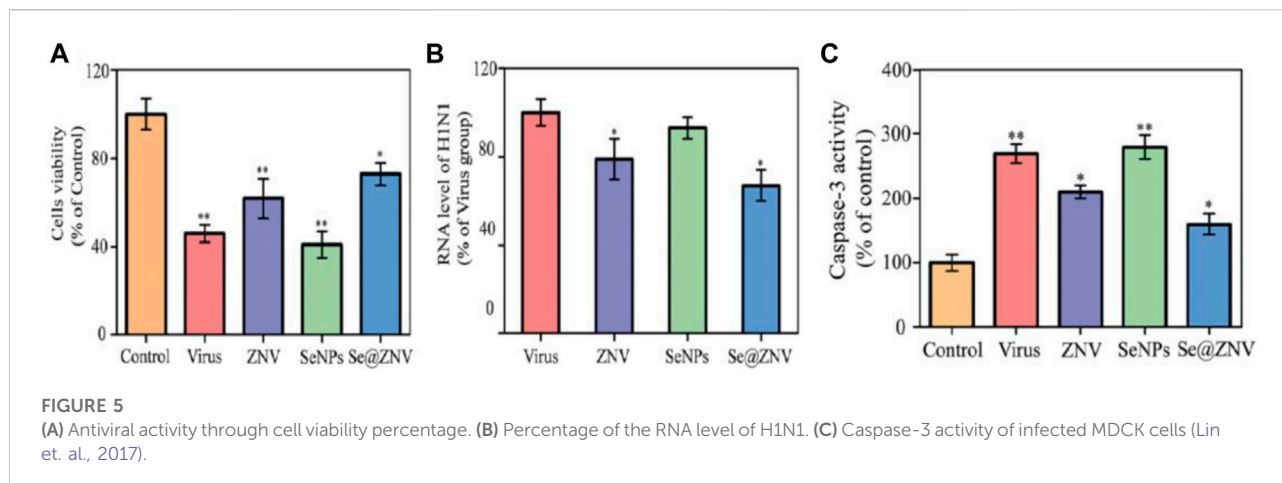 A
120
80
40
0
Cells viability
(% of Control)
**
**
**
*
Control Virus ZNV SeNPs Se@ZNV
B
120
80
40
0
RNA level of H1N1
(% of Virus group)
*
*
Virus ZNV SeNPs Se@ZNV
C
400
300
200
100
0
Caspase-3 activity
(% of control)
**
*
**
*
Control Virus ZNV SeNPs Se@ZNV
FIGURE 5
(A) Antiviral activity through cell viability percentage. (B) Percentage of the RNA level of H1N1. (C) Caspase-3 activity of infected MDCK cells (Lin
et. al., 2017).